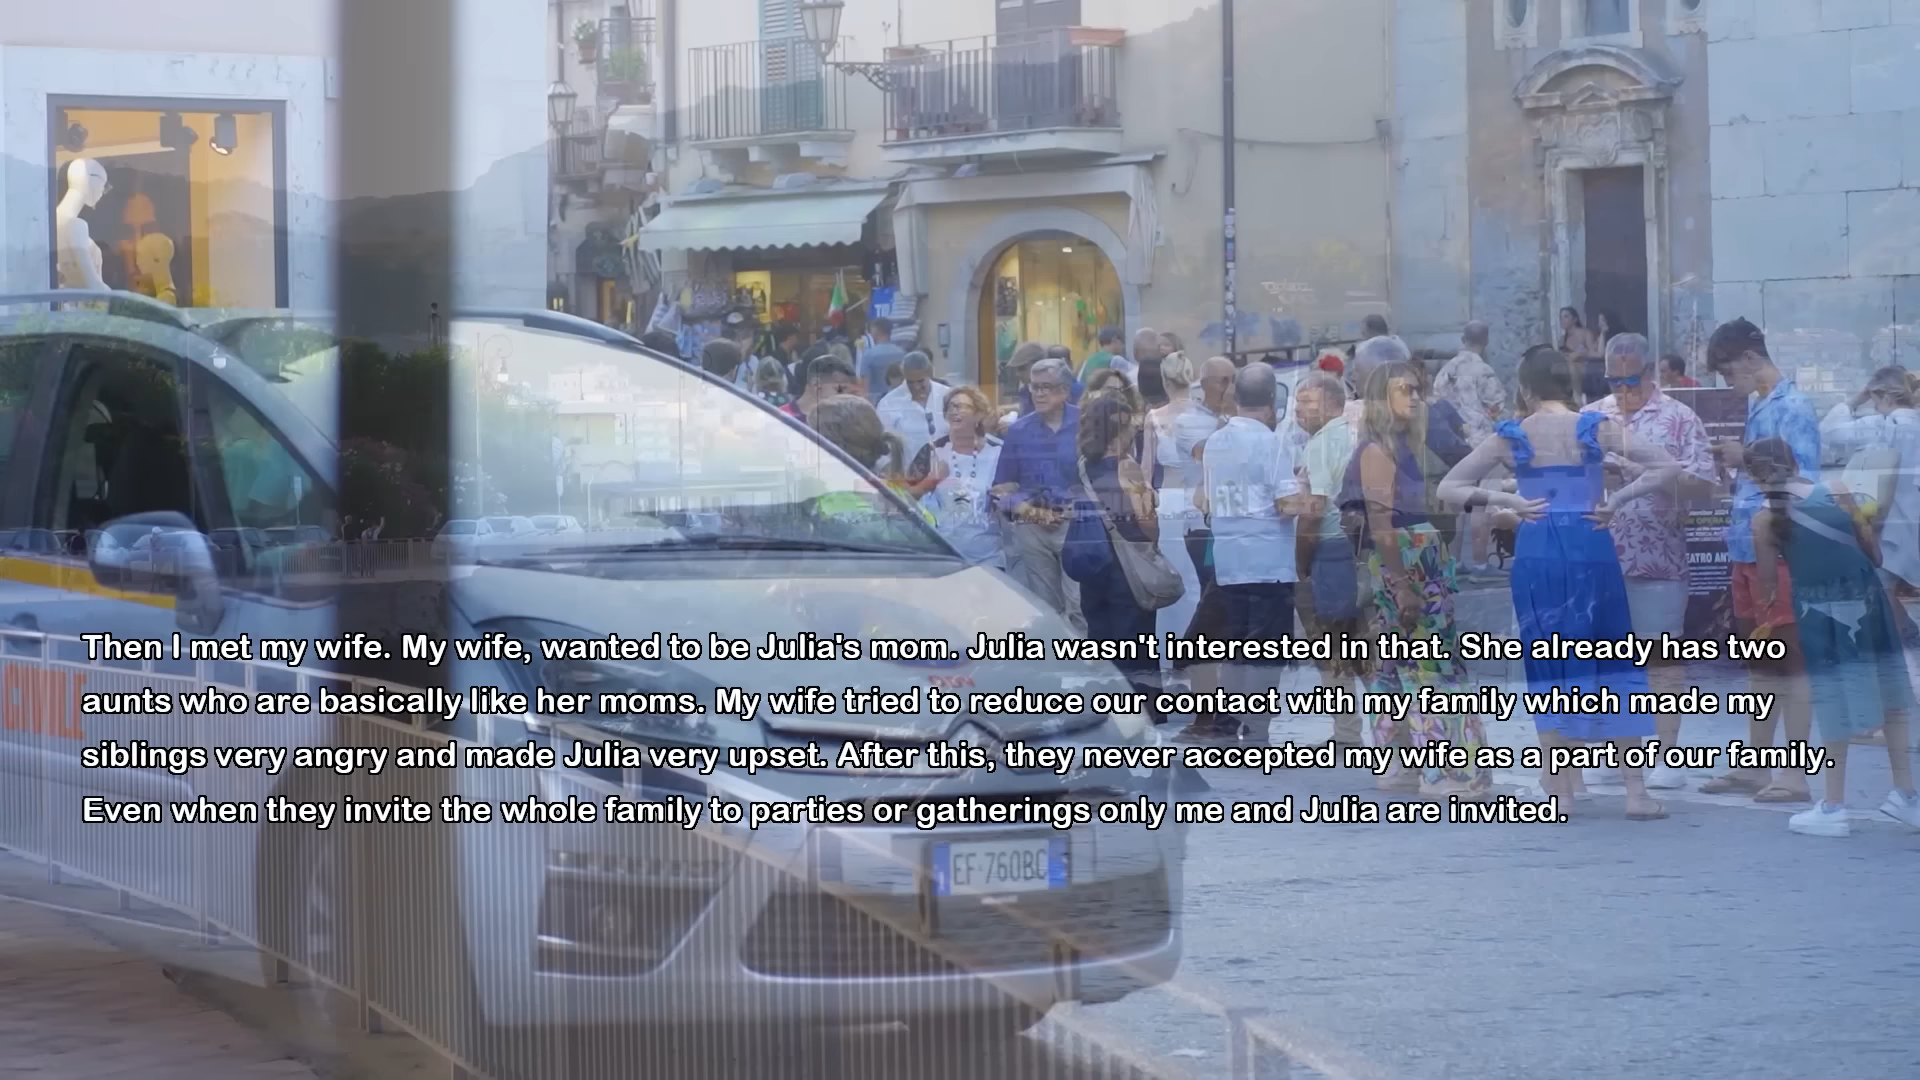 Then I met my wife. My wife, wanted to be Julia's mom. Julia wasn't interested in that. She already has two
aunts who are basically like her moms. My wife tried to reduce our contact with my family which made my
siblings very angry and made Julia very upset. After this, they never accepted my wife as a part of our family.
Even when they invite the whole family to parties or gatherings only me and Julia are invited.
EF 760BC